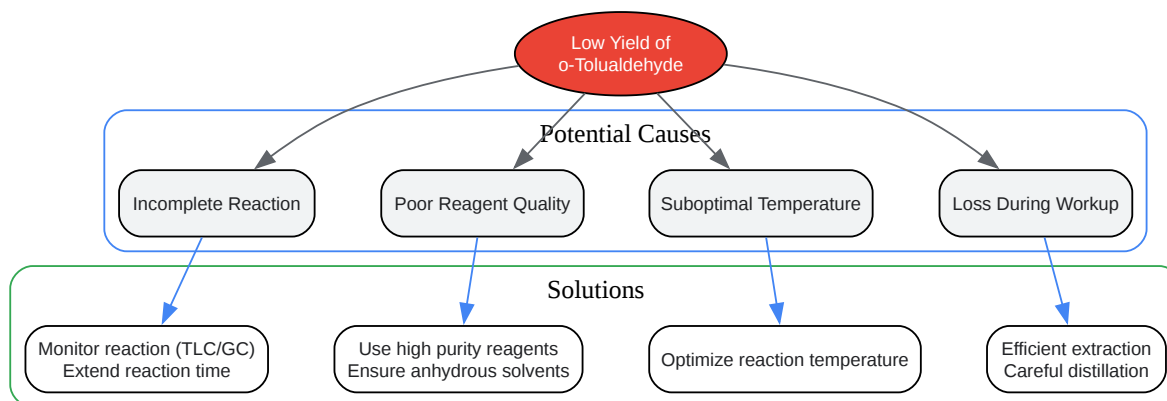 Low Yield of
o-Tolualdehyde
Potential Causes
Incomplete Reaction
Poor Reagent Quality
Suboptimal Temperature
Loss During Workup
Solutions
Monitor reaction (TLC/GC)
Extend reaction time
Use high purity reagents
Ensure anhydrous solvents
Optimize reaction temperature
Efficient extraction
Careful distillation